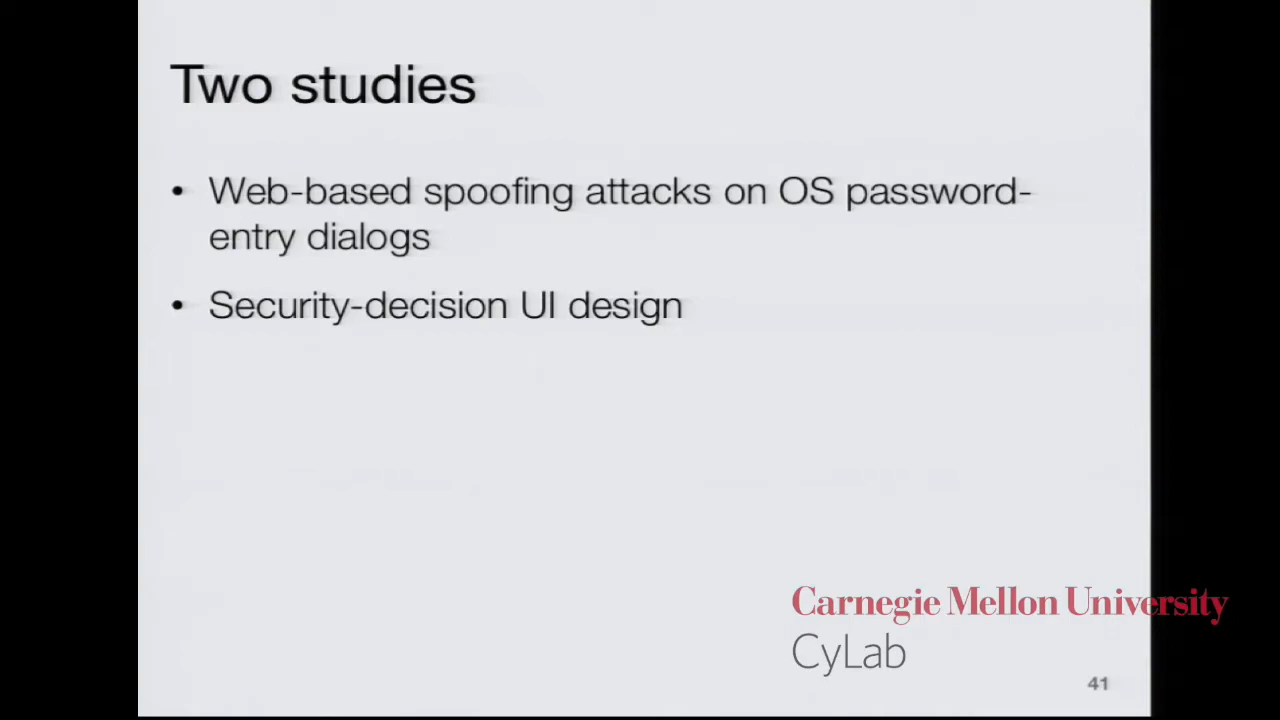 Two studies
• Web-based spoofing attacks on OS password-
entry dialogs
• Security-decision UI design
Carnegie Mellon University
CyLab
41